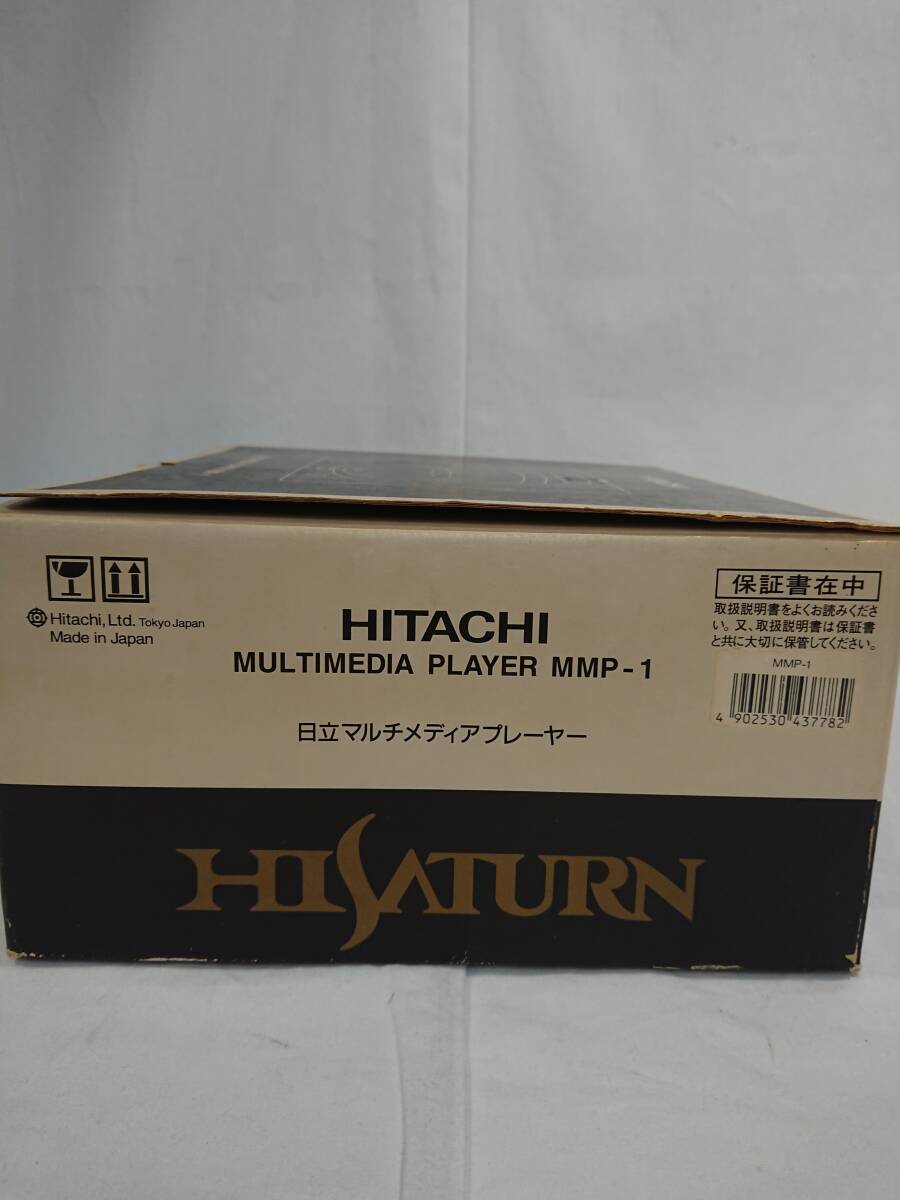 Hitachi, Ltd. Tokyo Japan
Made in Japan
HITACHI
MULTIMEDIA PLAYER MMP-1
日立マルチメディアプレーヤー
保証書在中
取扱説明書をよくお読みくださ
い。又、取扱説明書は保証書
と共に大切に保管してください。
MMP-1
4 902530 437782
HISATURN